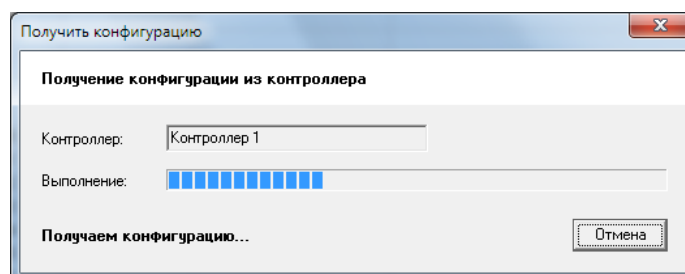 Получить конфигурацию
Получение конфигурации из контроллера
Контроллер: Контроллер 1
Выполнение:
Получаем конфигурацию... Отмена